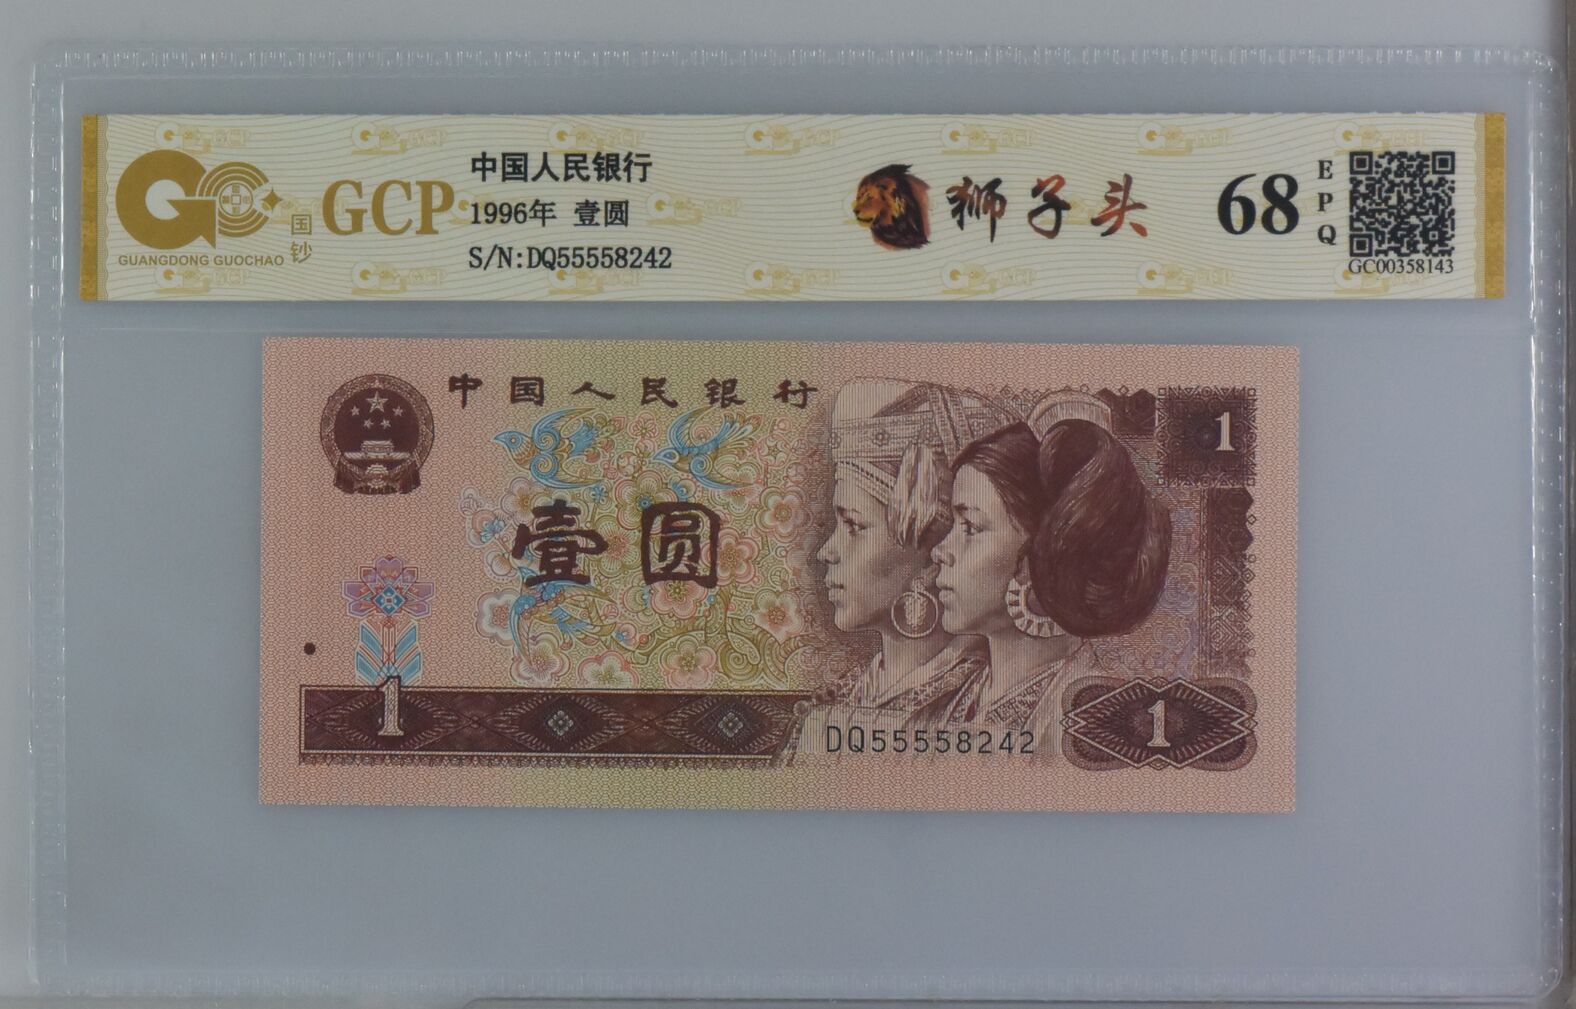 GUANGDONG GUOCHAO
国钞
GCP
中国人民银行
1996年 壹圆
S/N:DQ55558242
狮子头
68
EPQ
GC00358143
中国人民银行
1
壹圆
1
DQ55558242
1